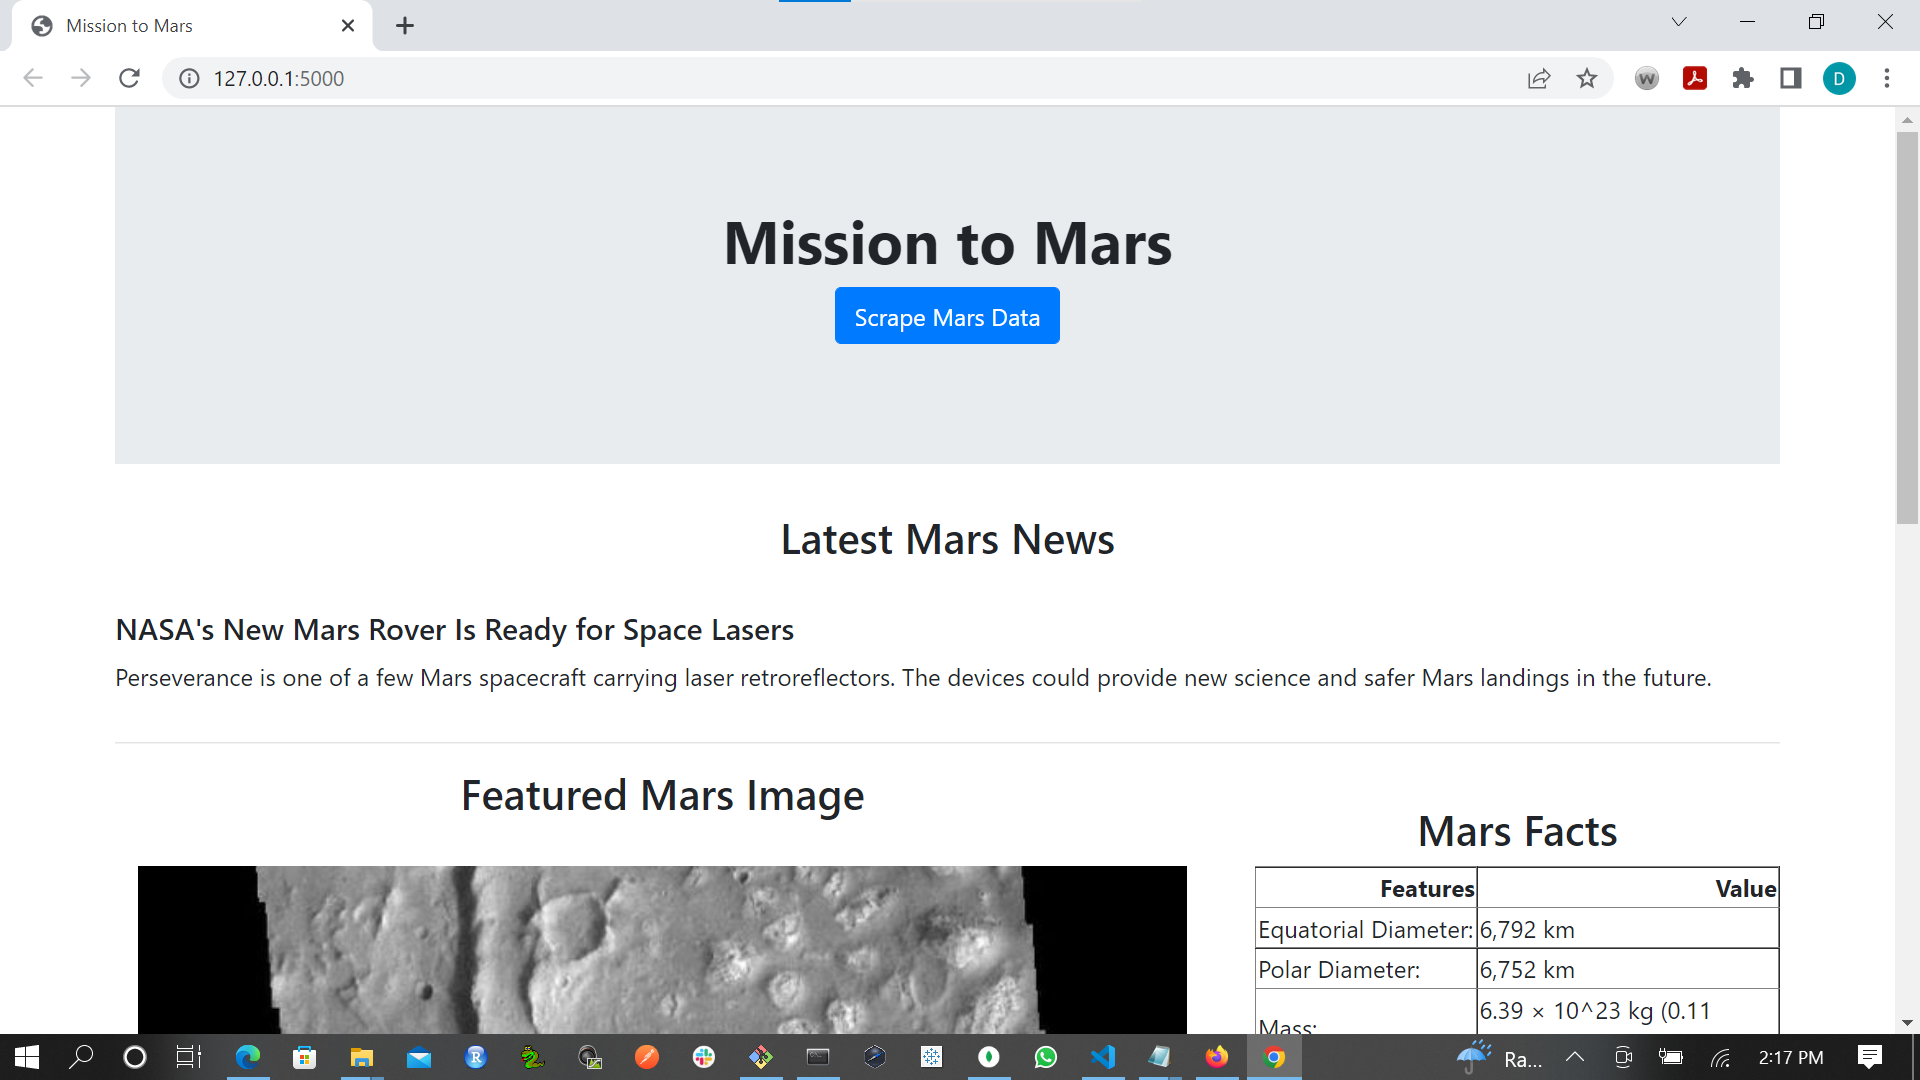 Mission to Mars
127.0.0.1:5000
W
D
Mission to Mars
Scrape Mars Data
Latest Mars News
NASA's New Mars Rover Is Ready for Space Lasers
Perseverance is one of a few Mars spacecraft carrying laser retroreflectors. The devices could provide new science and safer Mars landings in the future.
Featured Mars Image
Mars Facts
Features Value
Equatorial Diameter: 6,792 km
Polar Diameter: 6,752 km
Mass: 6.39 × 10^23 kg (0.11
R
Ra...
2:17 PM